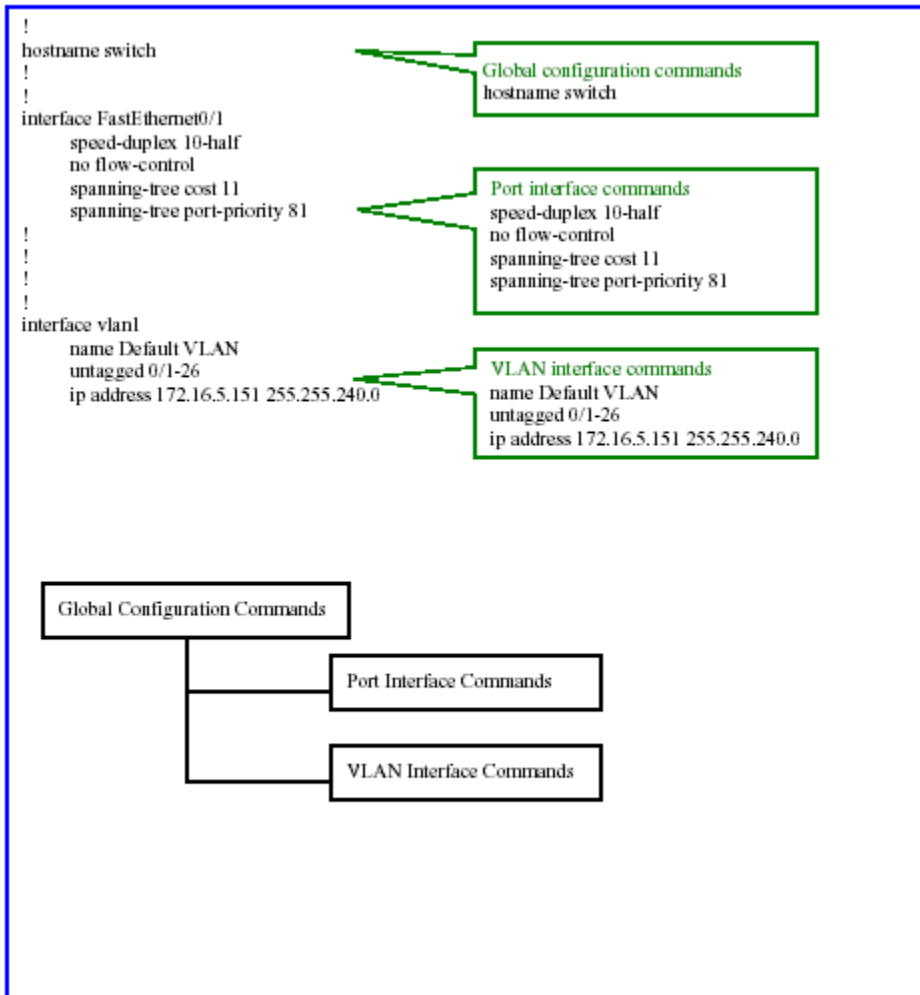 !
hostname switch
!
!
interface FastEthernet0/1
speed-duplex 10-half
no flow-control
spanning-tree cost 11
spanning-tree port-priority 81
!
!
!
!
interface vlan1
name Default VLAN
untagged 0/1-26
ip address 172.16.5.151 255.255.240.0
Global configuration commands
hostname switch
Port interface commands
speed-duplex 10-half
no flow-control
spanning-tree cost 11
spanning-tree port-priority 81
VLAN interface commands
name Default VLAN
untagged 0/1-26
ip address 172.16.5.151 255.255.240.0
Global Configuration Commands
Port Interface Commands
VLAN Interface Commands